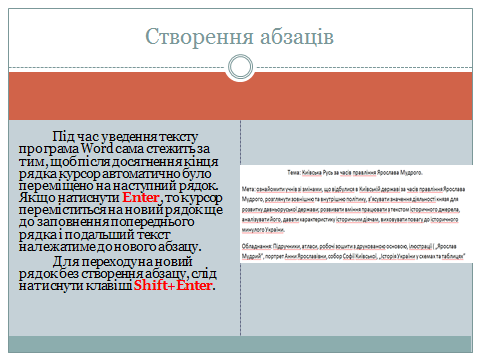 Створення абзаців
Під час уведення тексту
програма Word сама стежить за
тим, щоб після досягнення кінця
рядка курсор автоматично було
переміщено на наступний рядок.
Якщо натиснути Enter, то курсор
переміститься на новий рядок ще
до заповнення попереднього
рядка і подальший текст
належатиме до нового абзацу.
Для переходу на новий
рядок без створення абзацу, слід
натиснути клавіші Shift+Enter.
Тема: Київська Русь за часів правління Ярослава Мудрого.
Мета: ознайомити учнів зі змінами, що відбулися в Київській державі за часів правління Ярослава
Мудрого, розглянути зовнішню та внутрішню політику, з'ясувати значення діяльності князя для
розвитку давньоруської держави; розвивати вміння працювати з текстом історичного джерела,
аналізувати його, давати характеристику історичним діячам, виховувати повагу до історичного
минулого України.
Обладнання: Підручники, атласи, робочі зошити з друкованою основою, ілюстрації ( „Ярослав
Мудрий", портрет Анни Ярославівни, собор Софії Київської, „Історія України у схемах та таблицях"